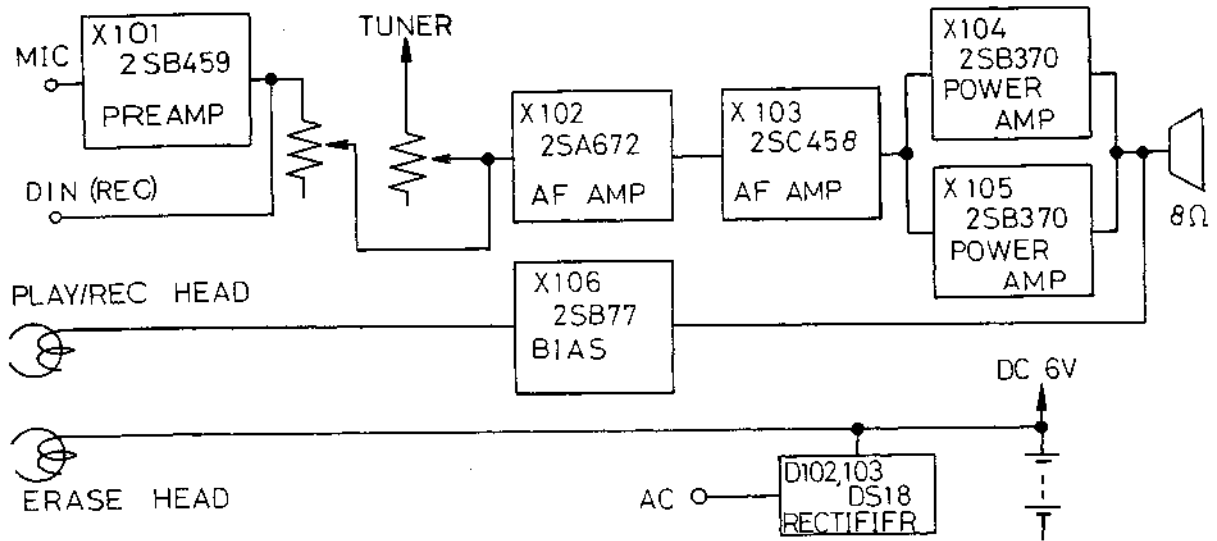 X101
2SB459
PREAMP
MIC
DIN (REC)
TUNER
X102
2SA672
AF AMP
X103
2SC458
AF AMP
X104
2SB370
POWER
AMP
X105
2SB370
POWER
AMP
8Ω
PLAY/REC HEAD
X106
2SB77
BIAS
DC 6V
ERASE HEAD
AC
D102,103
DS18
RECTIFIFR